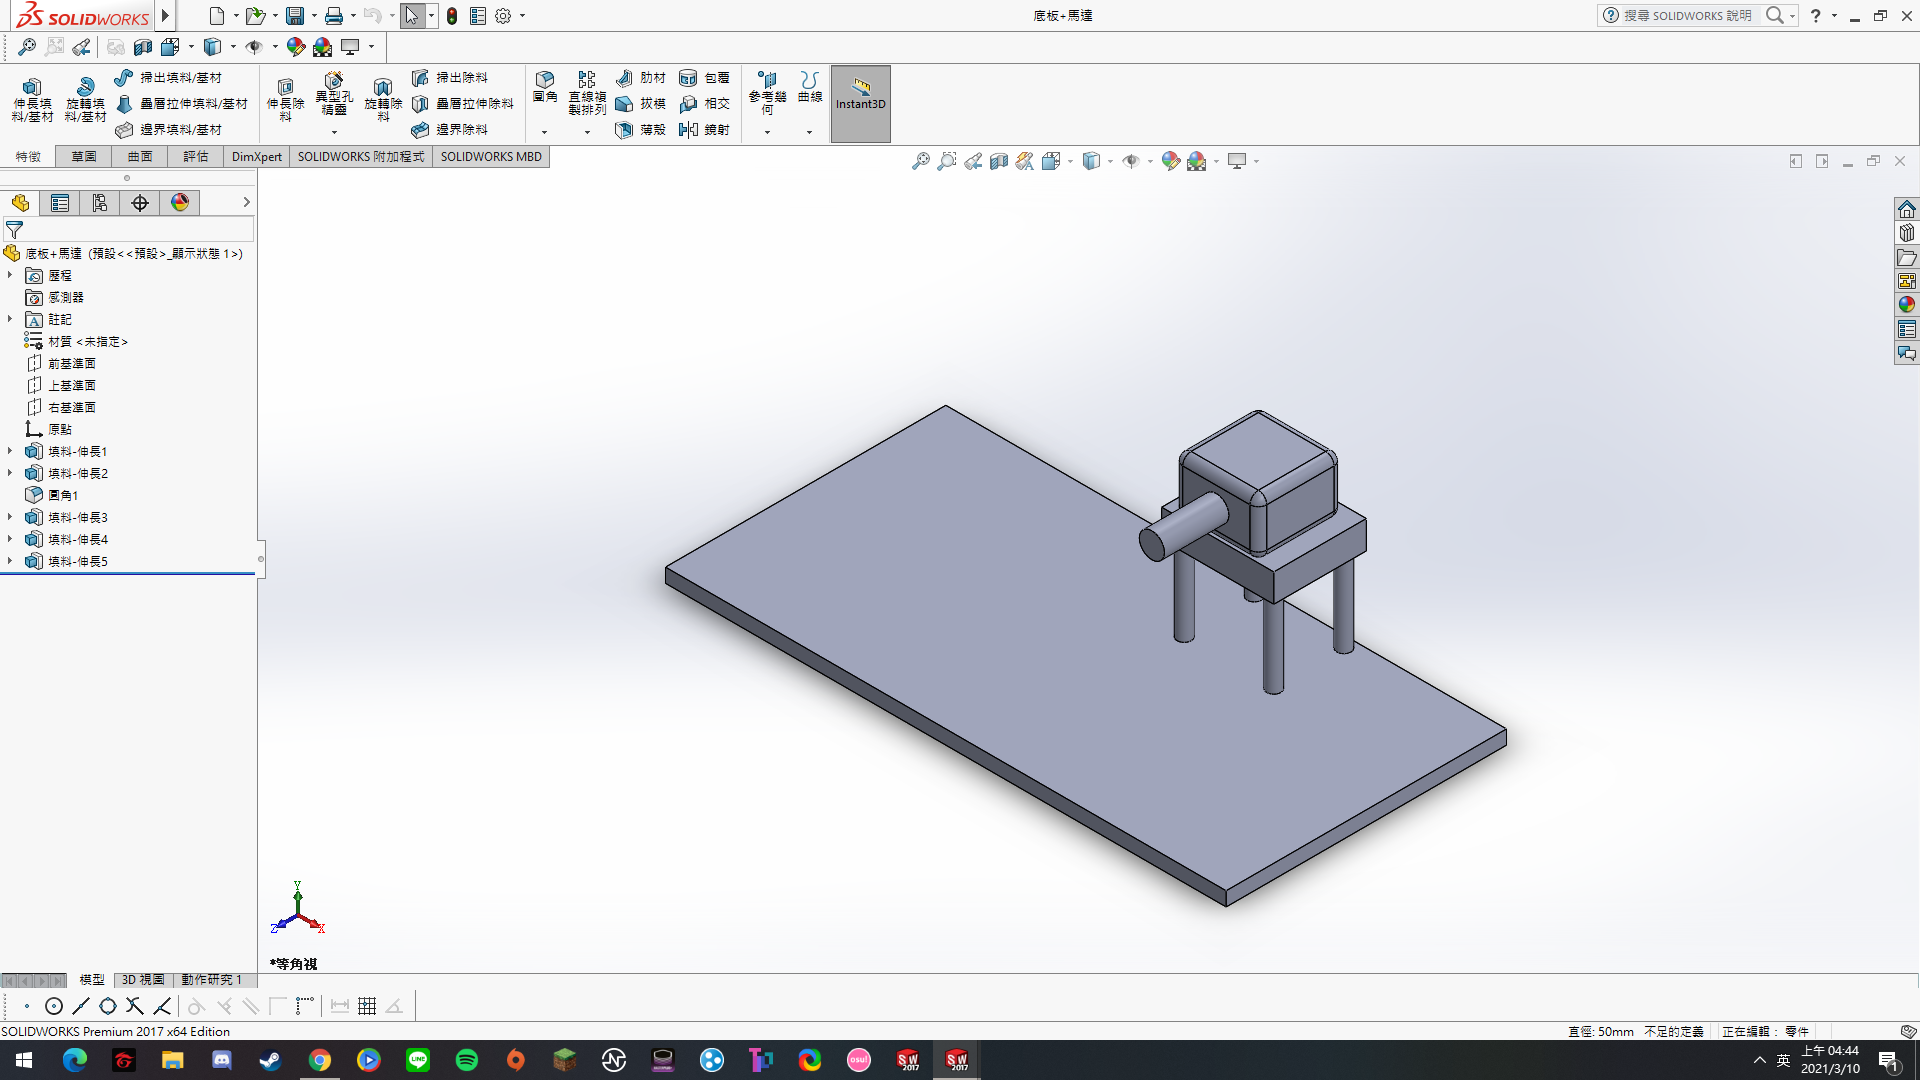 SOLIDWORKS
底板+馬達
搜尋 SOLIDWORKS 說明
伸長填料/基材
旋轉填料/基材
掃出填料/基材
疊層拉伸填料/基材
邊界填料/基材
伸長除料
異型孔精靈
旋轉除料
掃出除料
疊層拉伸除料
邊界除料
圓角
直線複製排列
肋材
拔模
薄殼
包覆
相交
鏡射
參考幾何
曲線
Instant3D
特徵
草圖
曲面
評估
DimXpert
SOLIDWORKS 附加程式
SOLIDWORKS MBD
底板+馬達 (預設<<預設>_顯示狀態 1>)
歷程
感測器
註記
材質 <未指定>
前基準面
上基準面
右基準面
原點
填料-伸長1
填料-伸長2
圓角1
填料-伸長3
填料-伸長4
填料-伸長5
Y
Z
X
*等角視
模型
3D 視圖
動作研究 1
SOLIDWORKS Premium 2017 x64 Edition
直徑: 50mm
不足的定義
正在編輯： 零件
LINE
osu!
SW
2017
SW
2017
英
上午 04:44
2021/3/10
1